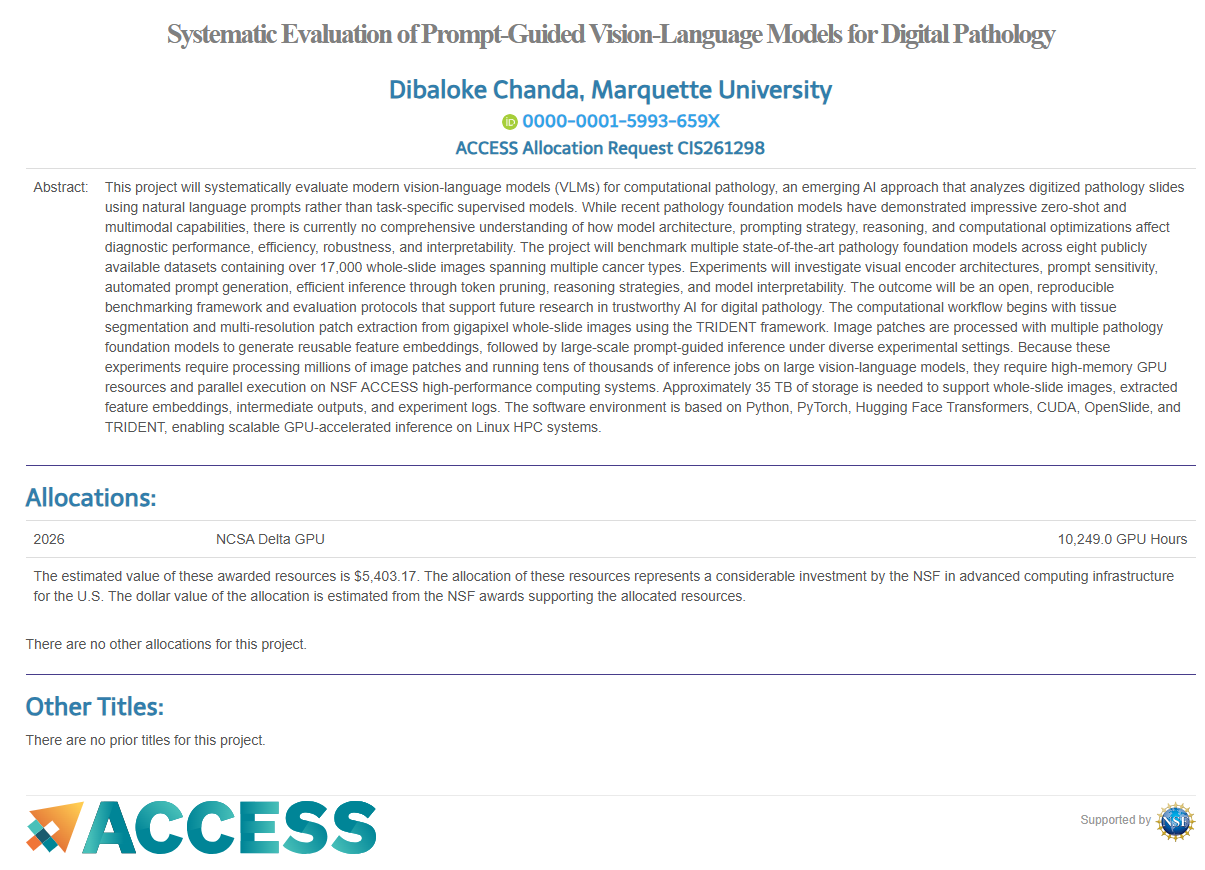 Systematic Evaluation of Prompt-Guided Vision-Language Models for Digital Pathology
Dibaloke Chanda, Marquette University
iD 0000-0001-5993-659X
ACCESS Allocation Request CIS261298
Abstract: This project will systematically evaluate modern vision-language models (VLMs) for computational pathology, an emerging AI approach that analyzes digitized pathology slides
using natural language prompts rather than task-specific supervised models. While recent pathology foundation models have demonstrated impressive zero-shot and
multimodal capabilities, there is currently no comprehensive understanding of how model architecture, prompting strategy, reasoning, and computational optimizations affect
diagnostic performance, efficiency, robustness, and interpretability. The project will benchmark multiple state-of-the-art pathology foundation models across eight publicly
available datasets containing over 17,000 whole-slide images spanning multiple cancer types. Experiments will investigate visual encoder architectures, prompt sensitivity,
automated prompt generation, efficient inference through token pruning, reasoning strategies, and model interpretability. The outcome will be an open, reproducible
benchmarking framework and evaluation protocols that support future research in trustworthy AI for digital pathology. The computational workflow begins with tissue
segmentation and multi-resolution patch extraction from gigapixel whole-slide images using the TRIDENT framework. Image patches are processed with multiple pathology
foundation models to generate reusable feature embeddings, followed by large-scale prompt-guided inference under diverse experimental settings. Because these
experiments require processing millions of image patches and running tens of thousands of inference jobs on large vision-language models, they require high-memory GPU
resources and parallel execution on NSF ACCESS high-performance computing systems. Approximately 35 TB of storage is needed to support whole-slide images, extracted
feature embeddings, intermediate outputs, and experiment logs. The software environment is based on Python, PyTorch, Hugging Face Transformers, CUDA, OpenSlide, and
TRIDENT, enabling scalable GPU-accelerated inference on Linux HPC systems.
Allocations:
2026 NCSA Delta GPU 10,249.0 GPU Hours
The estimated value of these awarded resources is $5,403.17. The allocation of these resources represents a considerable investment by the NSF in advanced computing infrastructure
for the U.S. The dollar value of the allocation is estimated from the NSF awards supporting the allocated resources.
There are no other allocations for this project.
Other Titles:
There are no prior titles for this project.
ACCESS
Supported by NSF